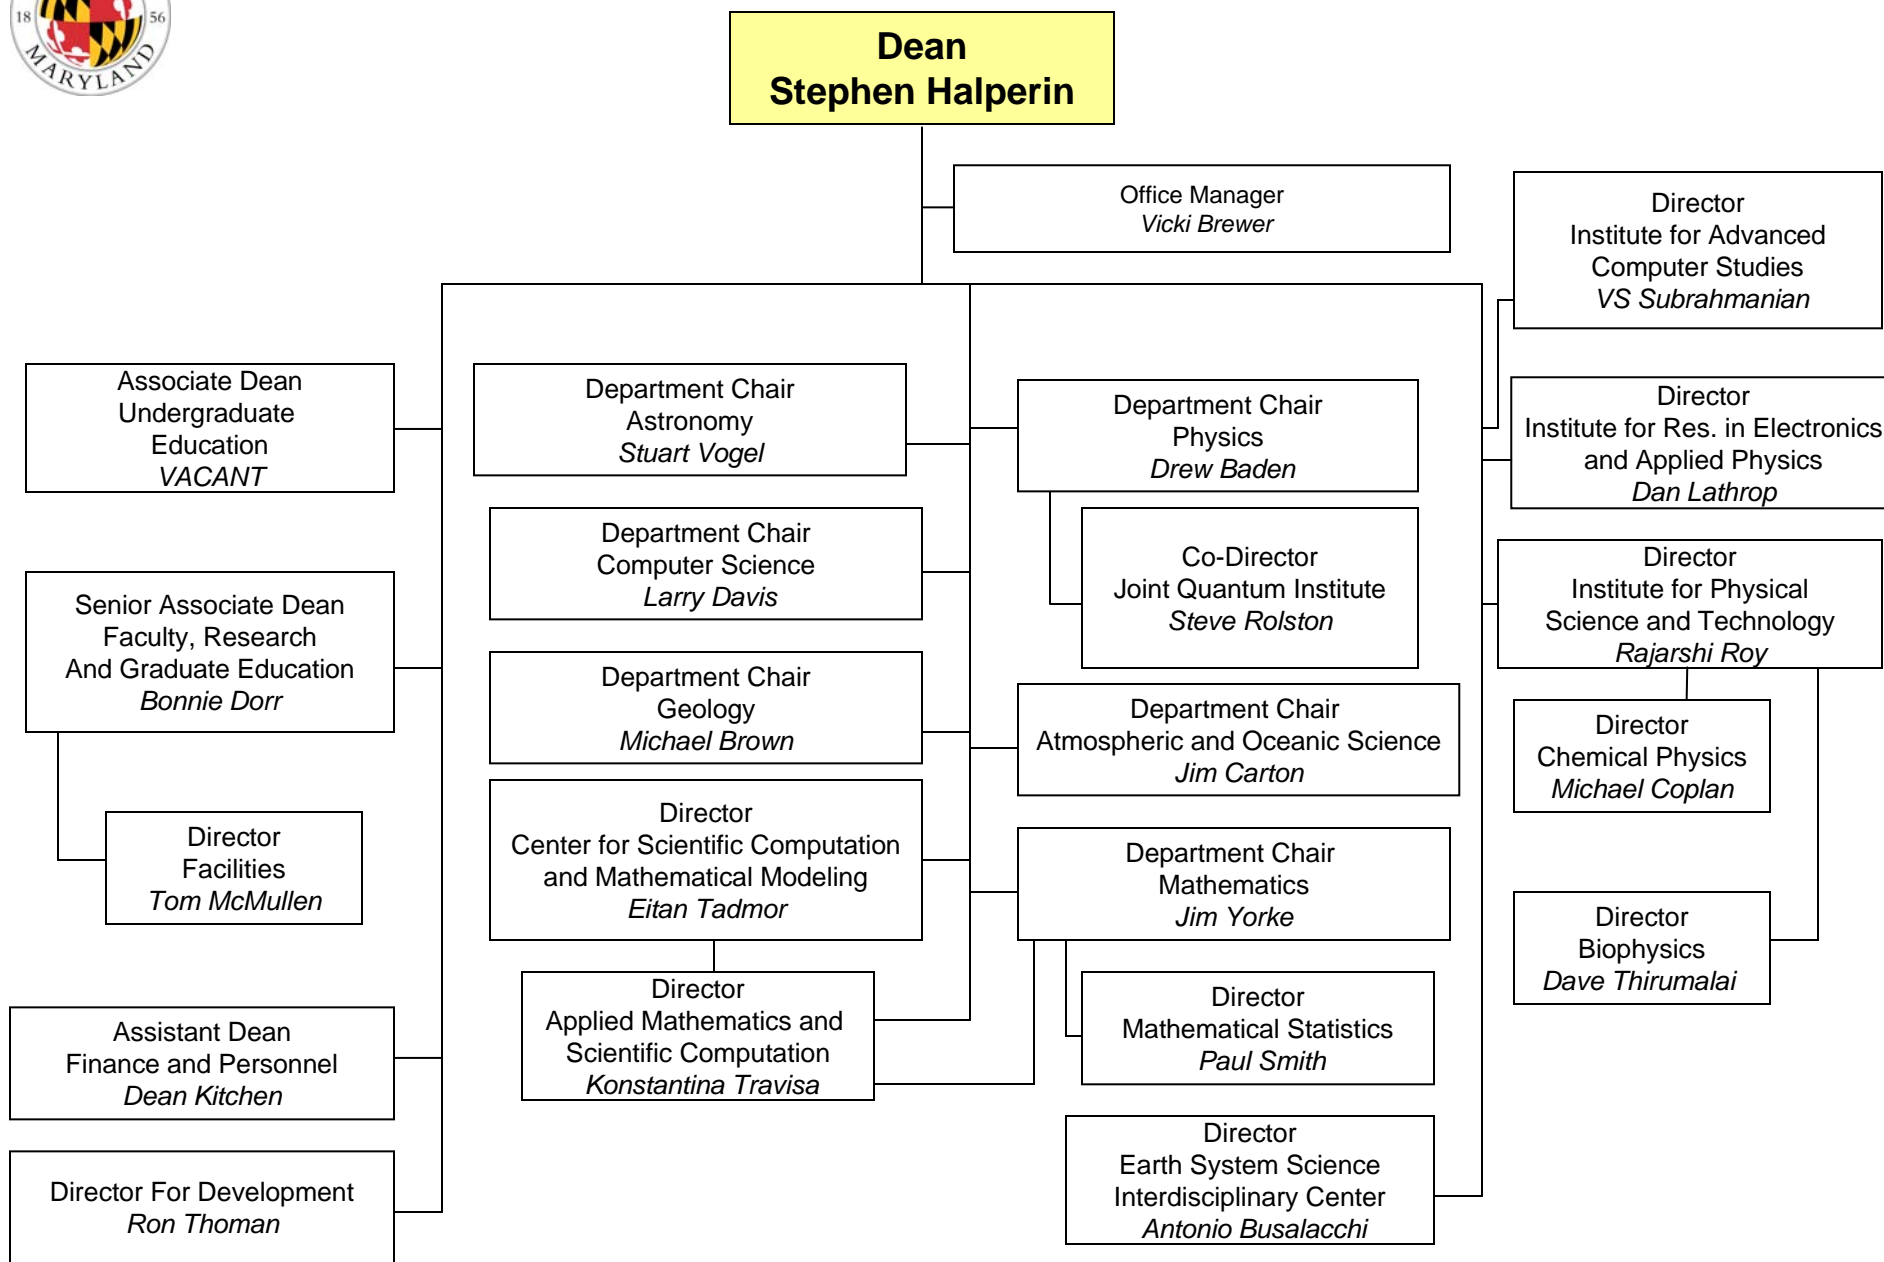 18 56
MARYLAND
Dean
Stephen Halperin
Office Manager
Vicki Brewer
Director
Institute for Advanced
Computer Studies
VS Subrahmanian
Associate Dean
Undergraduate
Education
VACANT
Department Chair
Astronomy
Stuart Vogel
Department Chair
Physics
Drew Baden
Director
Institute for Res. in Electronics
and Applied Physics
Dan Lathrop
Department Chair
Computer Science
Larry Davis
Co-Director
Joint Quantum Institute
Steve Rolston
Director
Institute for Physical
Science and Technology
Rajarshi Roy
Senior Associate Dean
Faculty, Research
And Graduate Education
Bonnie Dorr
Department Chair
Geology
Michael Brown
Department Chair
Atmospheric and Oceanic Science
Jim Carton
Director
Chemical Physics
Michael Coplan
Director
Facilities
Tom McMullen
Director
Center for Scientific Computation
and Mathematical Modeling
Eitan Tadmor
Department Chair
Mathematics
Jim Yorke
Director
Biophysics
Dave Thirumalai
Director
Applied Mathematics and
Scientific Computation
Konstantina Travisa
Director
Mathematical Statistics
Paul Smith
Assistant Dean
Finance and Personnel
Dean Kitchen
Director
Earth System Science
Interdisciplinary Center
Antonio Busalacchi
Director For Development
Ron Thoman